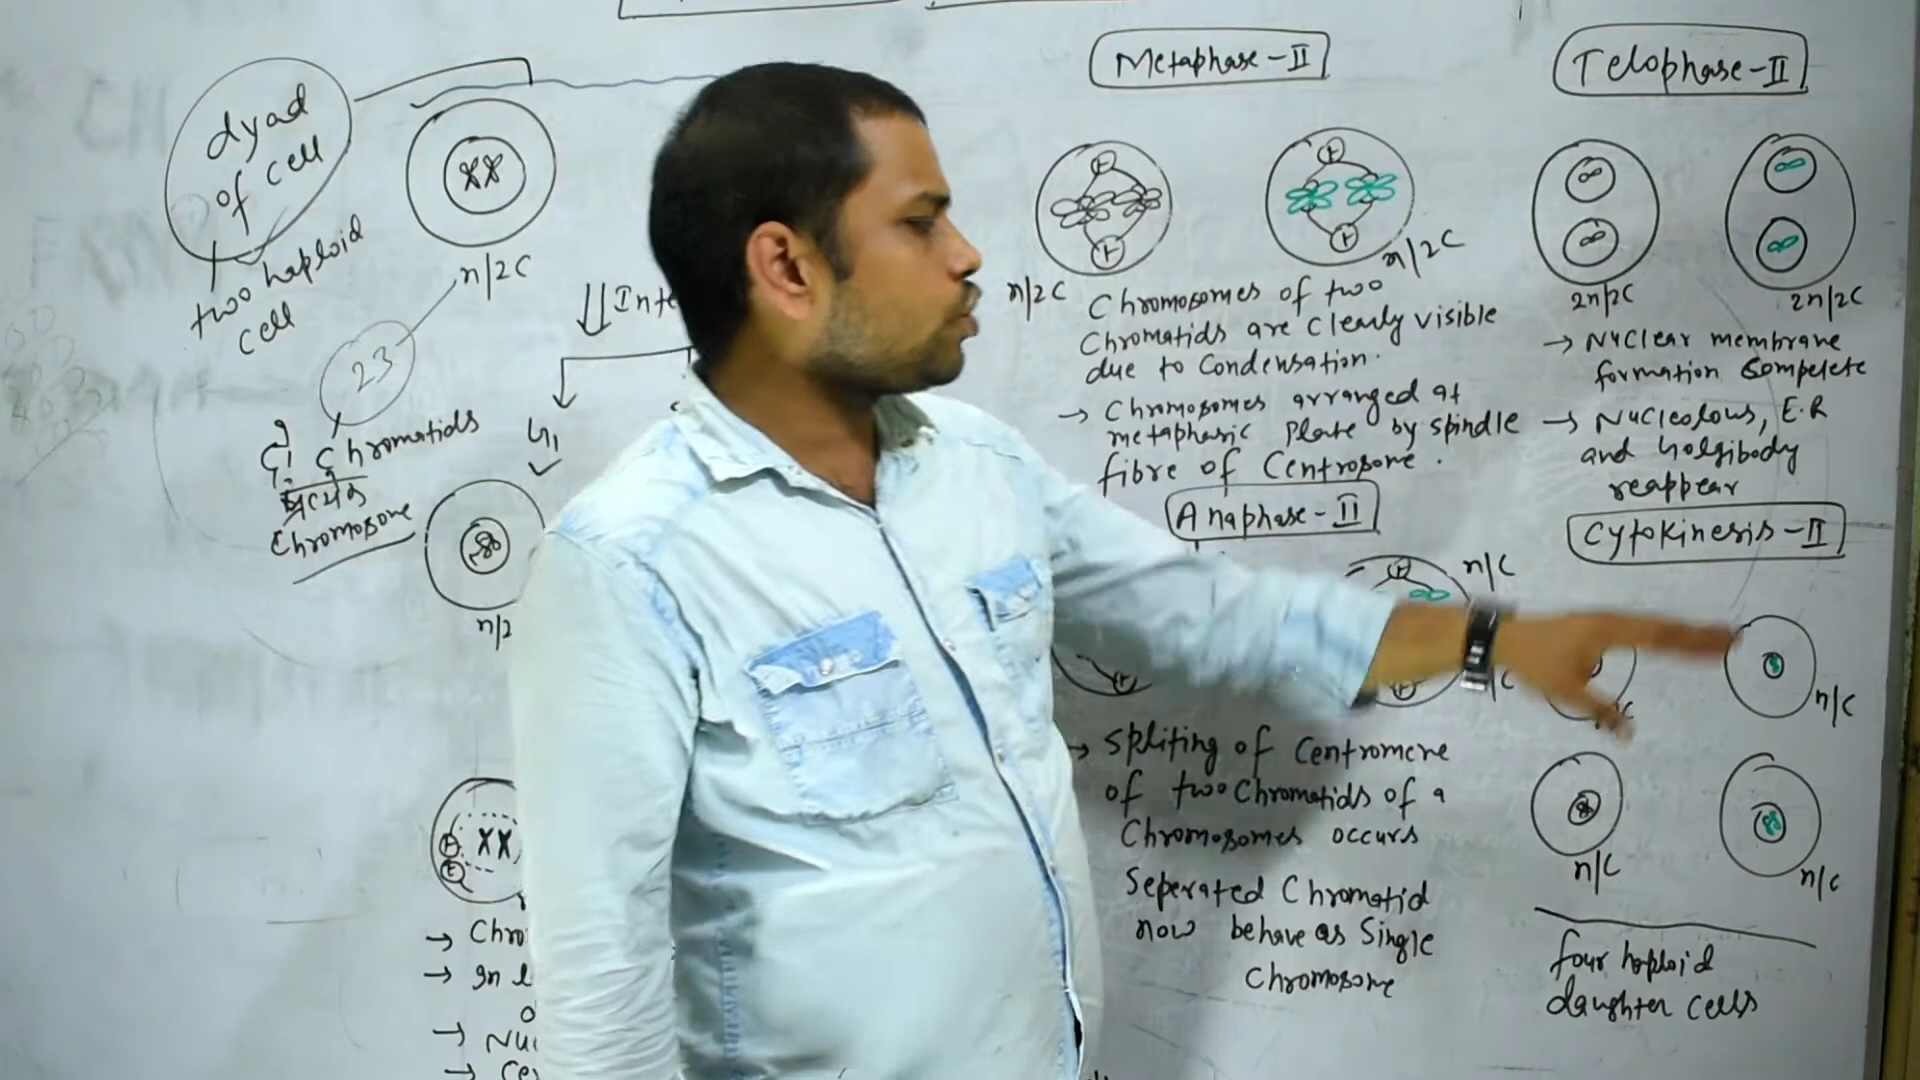 dyad
of cell
two haploid
cell
n/2C
23
Chromatids
प्रत्येक
Chromosome
G1
n/2
XX
Metaphase-II
n/2C
n/2C
Chromosomes of two
Chromatids are clearly visible
due to Condensation.
→ Chromosomes arranged at
metaphasic plate by spindle
fibre of Centrosome.
Anaphase-II
n/C
→ Spliting of Centromere
of two Chromatids of a
Chromosomes occurs
Seperated Chromatid
now behave as Single
Chromosome
Telophase-II
2n/2C
2n/2C
→ Nuclear membrane
formation Compelete
→ Nucleolous, E.R
and Golgibody
reappear
Cytokinesis-II
n/C
n/C
n/C
four haploid
daughter cells